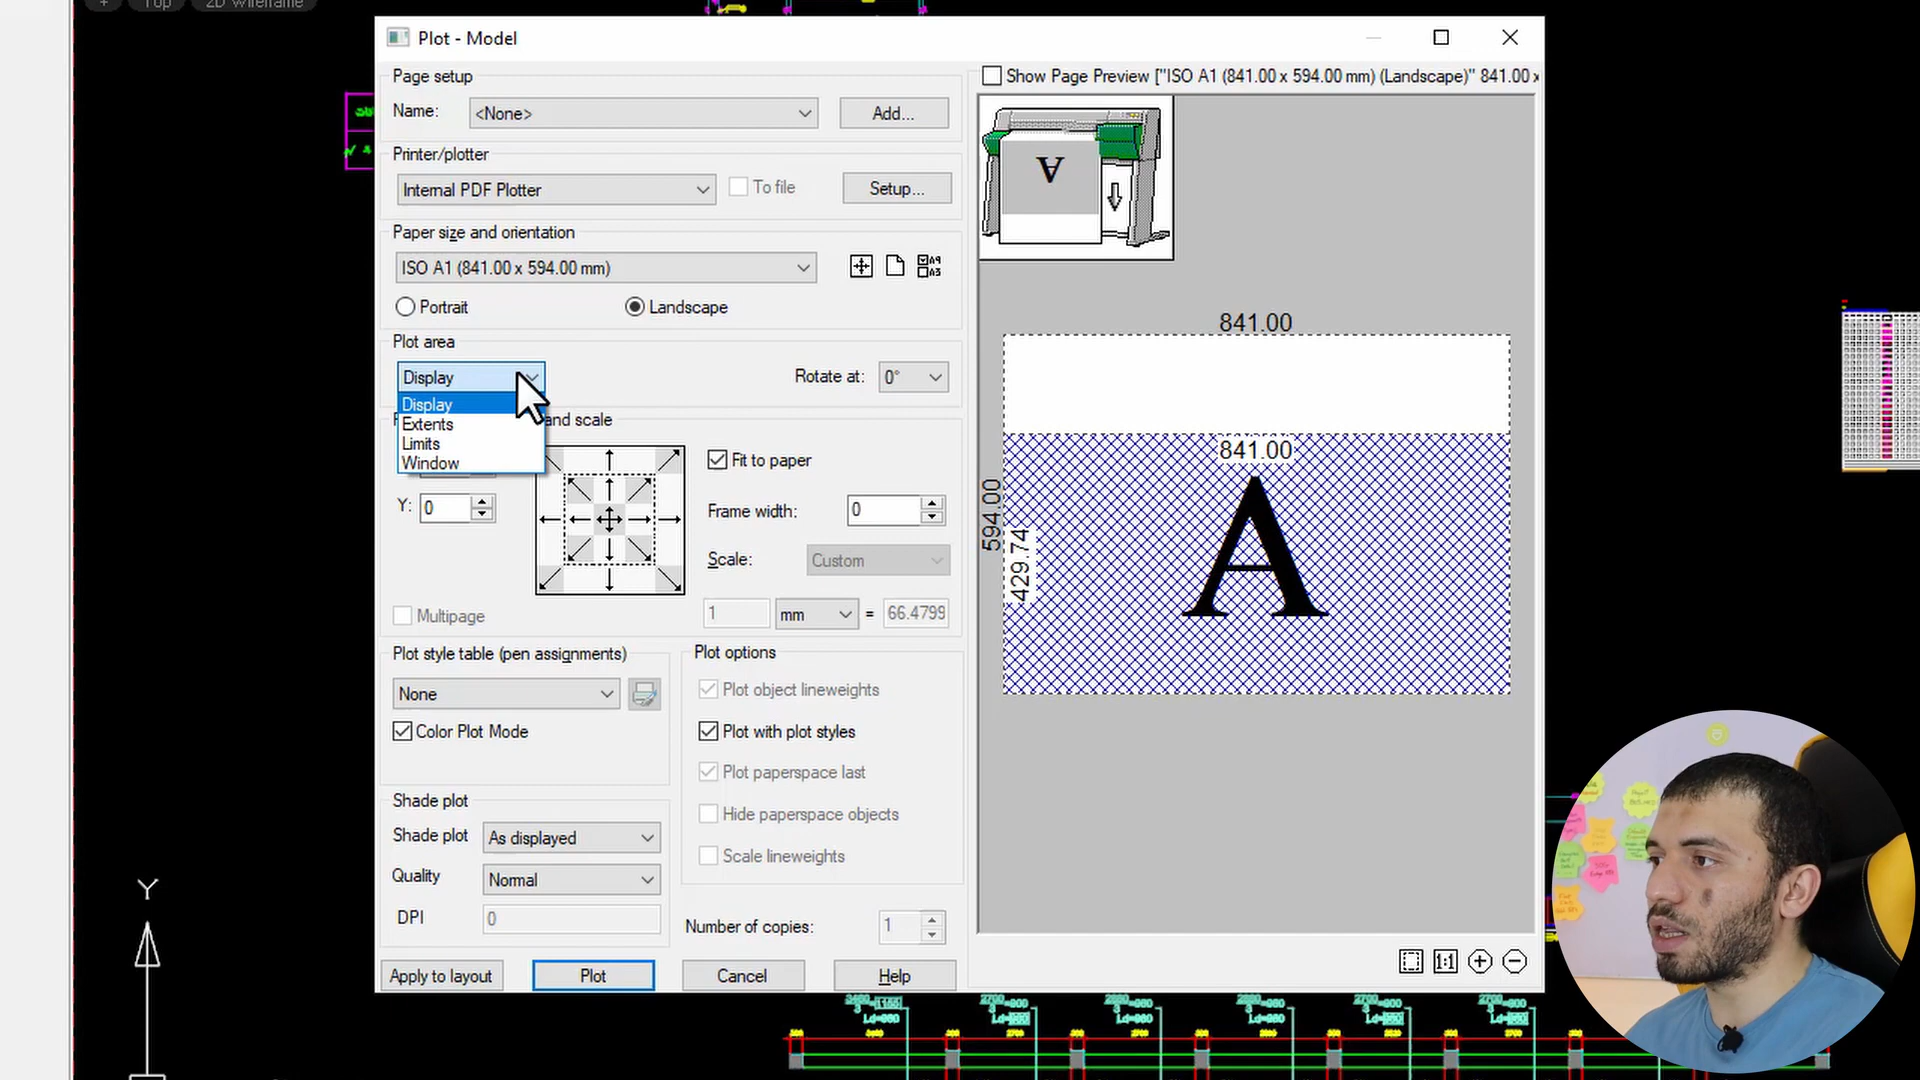 Top
2D Wireframe
Plot - Model
Page setup
Name:
<None>
Add...
Printer/plotter
Internal PDF Plotter
To file
Setup...
Paper size and orientation
ISO A1 (841.00 x 594.00 mm)
Portrait
Landscape
Plot area
Display
Rotate at:
0°
Display
Extents
Limits
Window
and scale
Y:
0
Fit to paper
Frame width:
0
Scale:
Custom
1
mm
=
66.4799
Multipage
Plot style table (pen assignments)
None
Color Plot Mode
Plot options
Plot object lineweights
Plot with plot styles
Plot paperspace last
Hide paperspace objects
Scale lineweights
Shade plot
Shade plot
As displayed
Quality
Normal
DPI
0
Number of copies:
1
Apply to layout
Plot
Cancel
Help
Show Page Preview ["ISO A1 (841.00 x 594.00 mm) (Landscape)" 841.00 x
A
841.00
841.00
594.00
429.74
A
1:1
Y